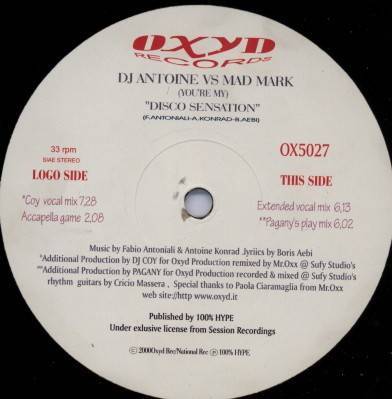 OXYD
RECORDS
DJ ANTOINE VS MAD MARK
(YOU'RE MY)
"DISCO SENSATION"
(F.ANTONIALI-A.KONRAD-B.AEBI)
33 rpm
SIAE STEREO
LOGO SIDE
*Coy vocal mix 7.28
Accapella game 2,08
OX5027
THIS SIDE
Extended vocal mix 6,13
**Pagany's play mix 6,02
Music by Fabio Antoniali & Antoine Konrad .lyriics by Boris Aebi
*Additional Production by DJ COY for Oxyd Production remixed by Mr.Oxx @ Sufy Studio's
**Additional Production by PAGANY for Oxyd Production recorded & mixed @ Sufy Studio's
rhythm guitars by Cricio Massera , Special thanks to Paola Ciaramaglia from Mr.Oxx
web site://http www.oxyd.it
Published by 100% HYPE
Under exlusive license from Session Recordings
©2000Oxyd Rec/National Rec ℗100% HYPE